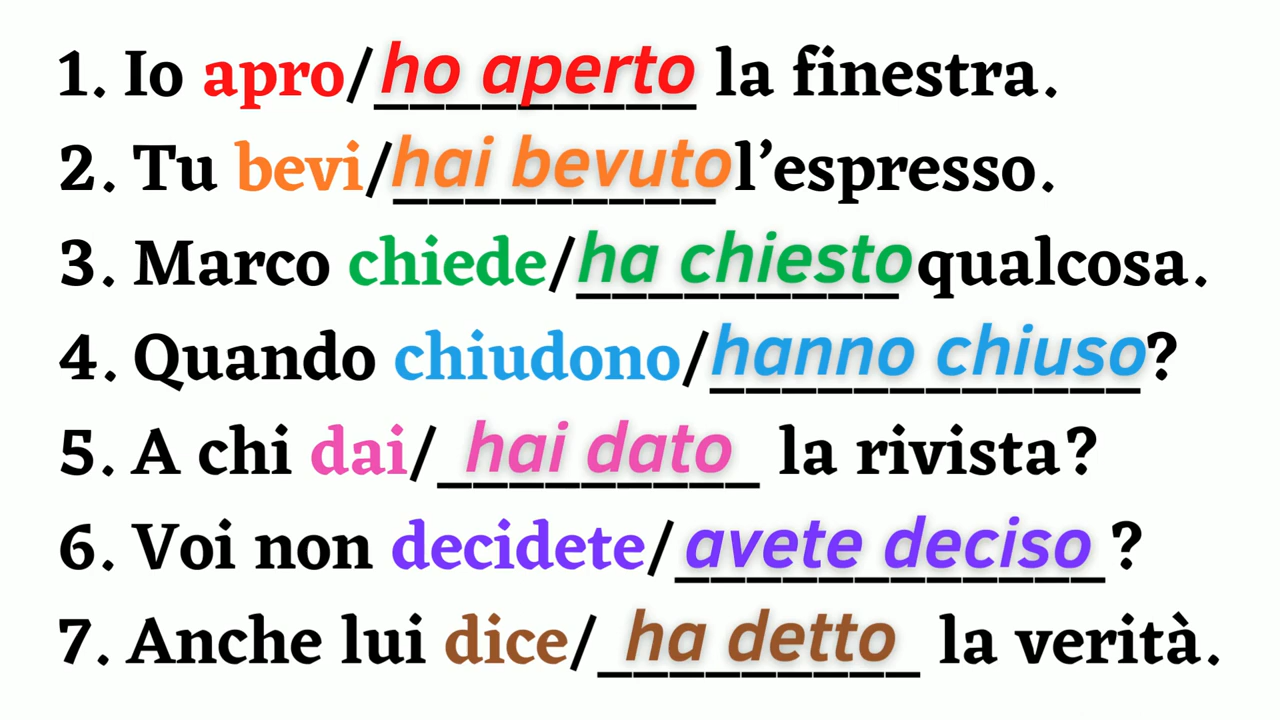 1. Io apro/ho aperto la finestra.
2. Tu bevi/hai bevuto l’espresso.
3. Marco chiede/ha chiesto qualcosa.
4. Quando chiudono/hanno chiuso?
5. A chi dai/hai dato la rivista?
6. Voi non decidete/avete deciso ?
7. Anche lui dice/ha detto la verità.